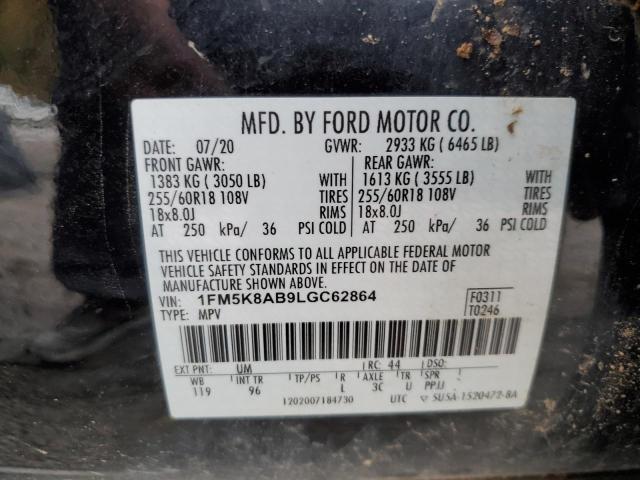 MFD. BY FORD MOTOR CO.
DATE: 07/20 GVWR: 2933 KG ( 6465 LB)
FRONT GAWR: REAR GAWR:
1383 KG ( 3050 LB) WITH 1613 KG ( 3555 LB) WITH
255/60R18 108V TIRES 255/60R18 108V TIRES
18x8.0J RIMS 18x8.0J RIMS
AT 250 kPa/ 36 PSI COLD AT 250 kPa/ 36 PSI COLD
THIS VEHICLE CONFORMS TO ALL APPLICABLE FEDERAL MOTOR
VEHICLE SAFETY STANDARDS IN EFFECT ON THE DATE OF
MANUFACTURE SHOWN ABOVE.
VIN: 1FM5K8AB9LGC62864 F0311
TYPE: MPV T0246
EXT PNT: UM RC: 44 DSO:
WB INT TR TP/PS R AXLE TR SPR
119 96 L 3C U PPJJ
1202007184730 UTC ▽ SUSA-1520472-BA